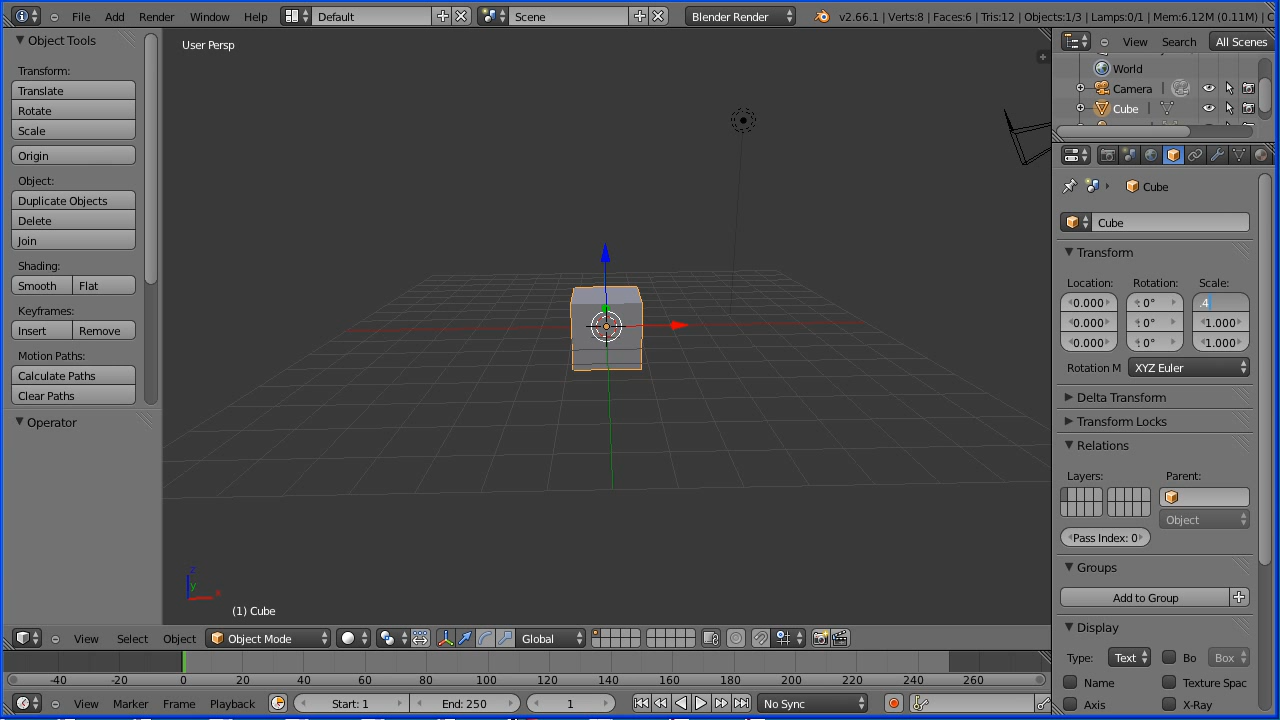 File Add Render Window Help Default Scene Blender Render v2.66.1 | Verts:8 | Faces:6 | Tris:12 | Objects:1/3 | Lamps:0/1 | Mem:6.12M (0.11M) | C
Object Tools
User Persp
View Search All Scenes
World
Camera
Cube
Transform:
Translate
Rotate
Scale
Origin
Object:
Duplicate Objects
Delete
Join
Shading:
Smooth Flat
Keyframes:
Insert Remove
Motion Paths:
Calculate Paths
Clear Paths
Operator
Cube
Cube
Transform
Location: Rotation: Scale:
0.000 0° .4
0.000 0° 1.000
0.000 0° 1.000
Rotation M XYZ Euler
Delta Transform
Transform Locks
Relations
Layers: Parent:
Object
Pass Index: 0
Groups
Add to Group
Display
Type: Text Bo Box
Name Texture Spac
Axis X-Ray
z
y
x
(1) Cube
View Select Object Object Mode Global
-40 -20 0 20 40 60 80 100 120 140 160 180 200 220 240 260
View Marker Frame Playback Start: 1 End: 250 1 No Sync